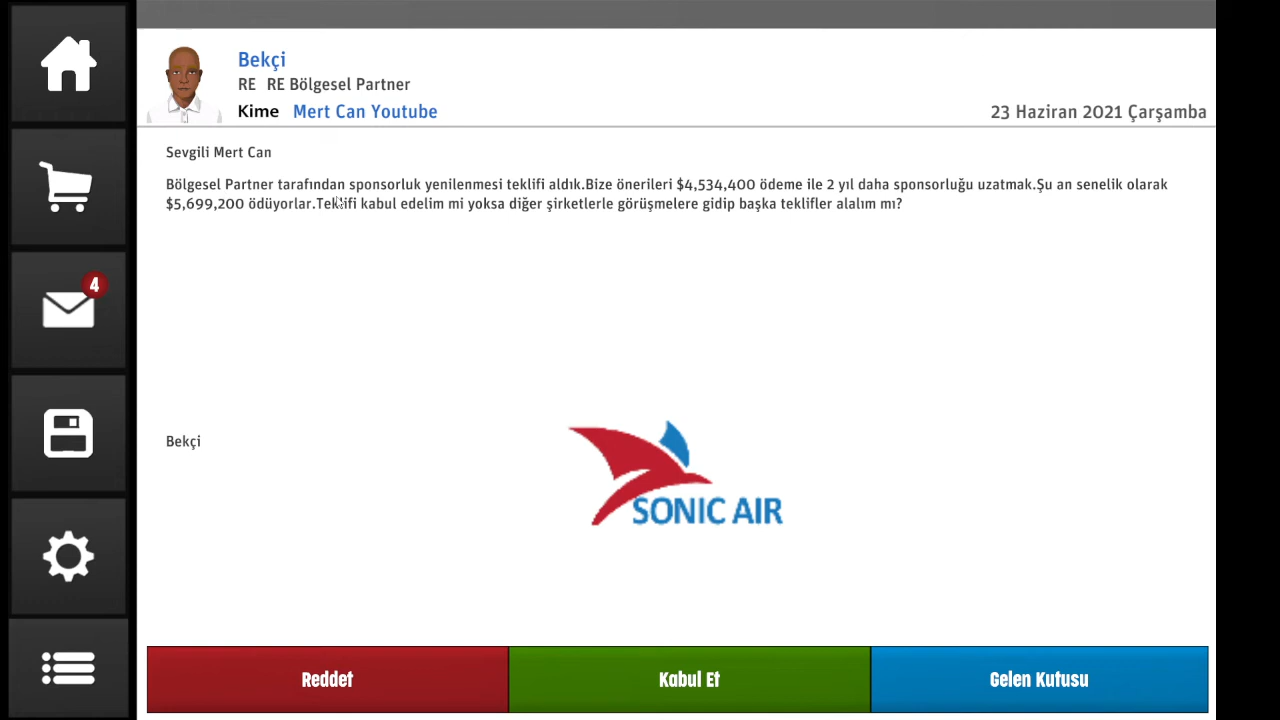 Bekçi
RE RE Bölgesel Partner
Kime Mert Can Youtube
23 Haziran 2021 Çarşamba
Sevgili Mert Can
Bölgesel Partner tarafından sponsorluk yenilenmesi teklifi aldık.Bize önerileri $4,534,400 ödeme ile 2 yıl daha sponsorluğu uzatmak.Şu an senelik olarak
$5,699,200 ödüyorlar.Teklifi kabul edelim mi yoksa diğer şirketlerle görüşmelere gidip başka teklifler alalım mı?
4
Bekçi
SONIC AIR
Reddet
Kabul Et
Gelen Kutusu